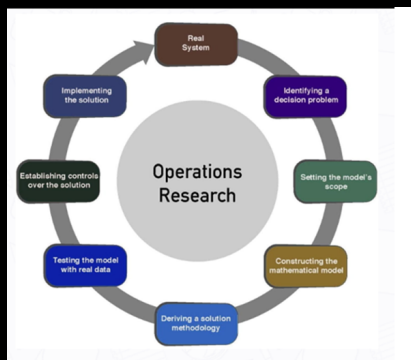 Real
System
Identifying a
decision problem
Setting the model's
scope
Constructing the
mathematical model
Deriving a solution
methodology
Testing the model
with real data
Establishing controls
over the solution
Implementing
the solution
Operations
Research